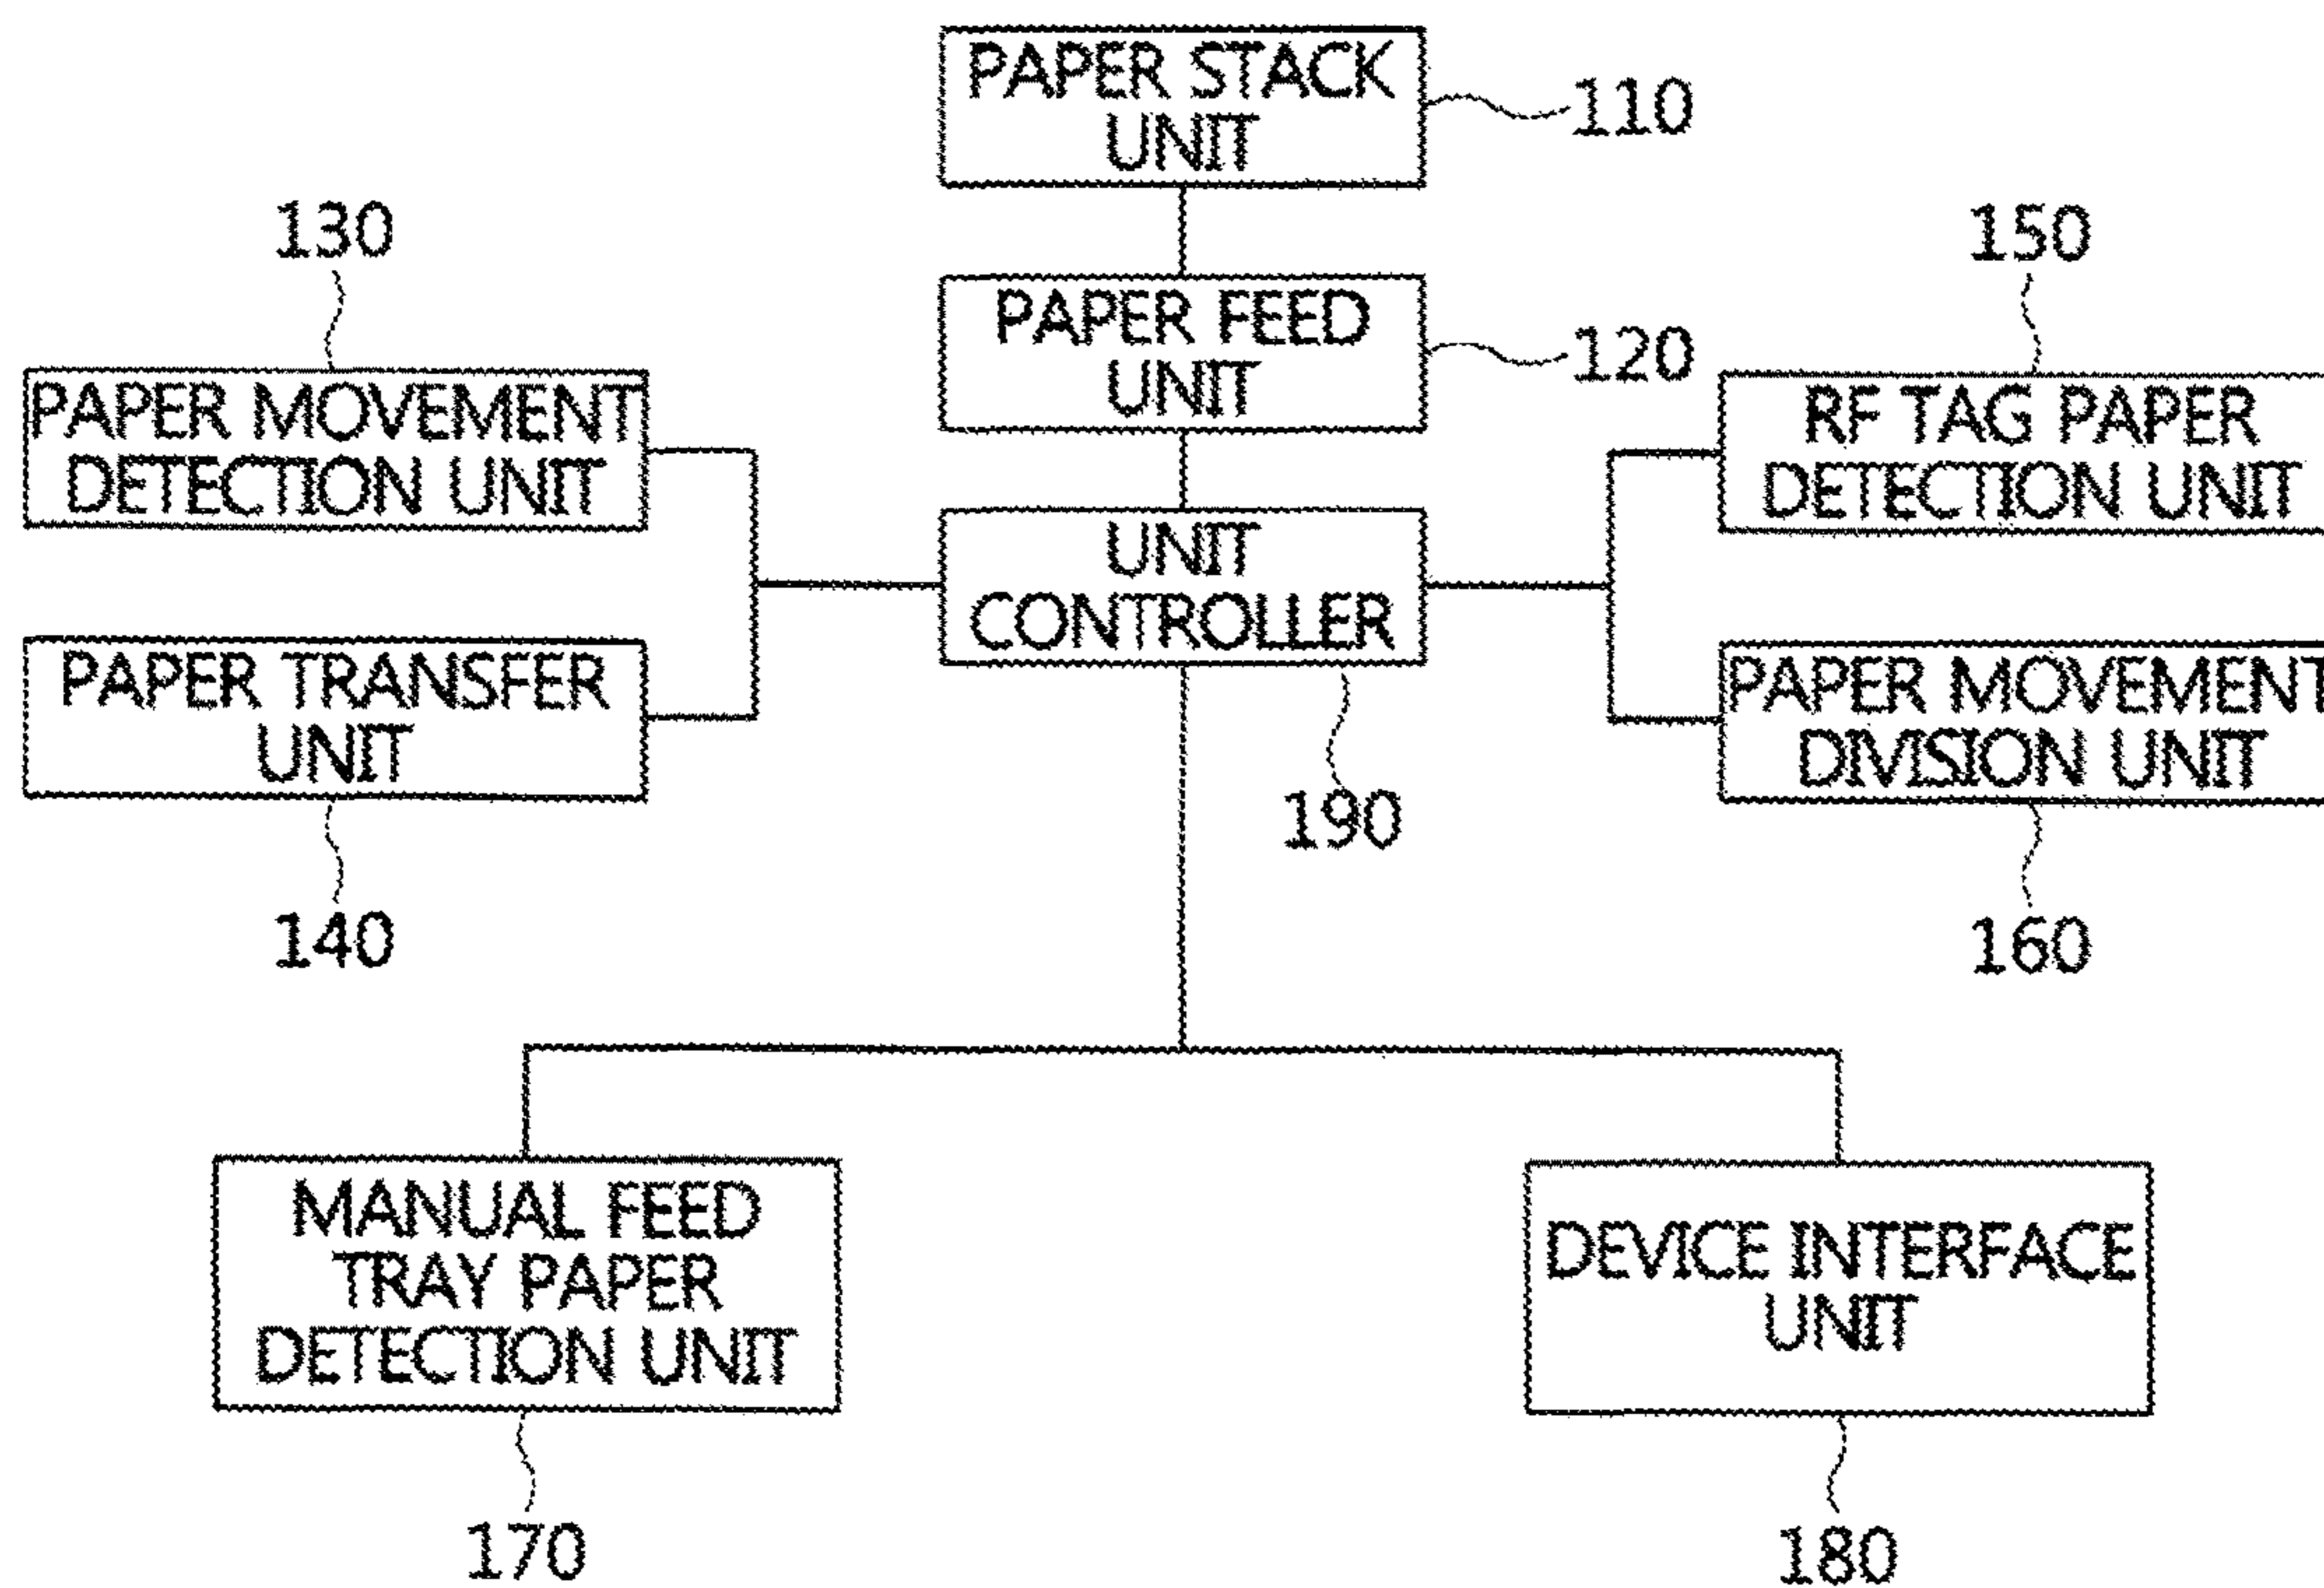 PAPER STACK
UNIT
110
130
150
PAPER FEED
UNIT
120
PAPER MOVEMENT
DETECTION UNIT
RF TAG PAPER
DETECTION UNIT
UNIT
CONTROLLER
PAPER TRANSFER
UNIT
PAPER MOVEMENT
DIVISION UNIT
190
140
160
MANUAL FEED
TRAY PAPER
DETECTION UNIT
DEVICE INTERFACE
UNIT
170
180